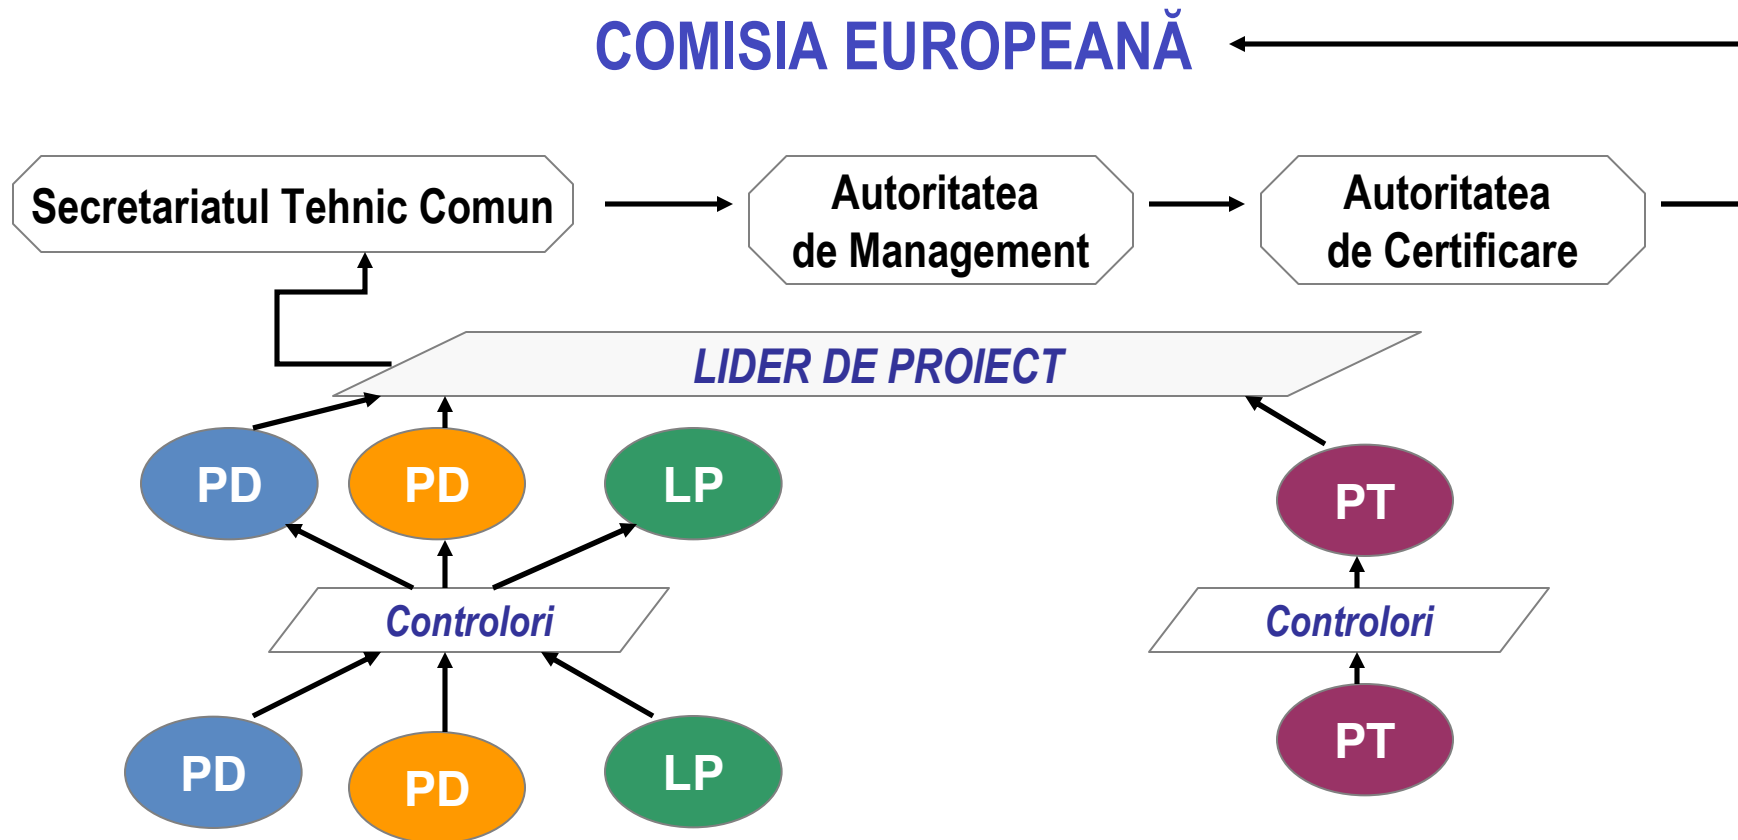 COMISIA EUROPEANĂ
Secretariatul Tehnic Comun
Autoritatea
de Management
Autoritatea
de Certificare
LIDER DE PROIECT
PD
PD
LP
PT
Controlori
Controlori
PD
PD
LP
PT